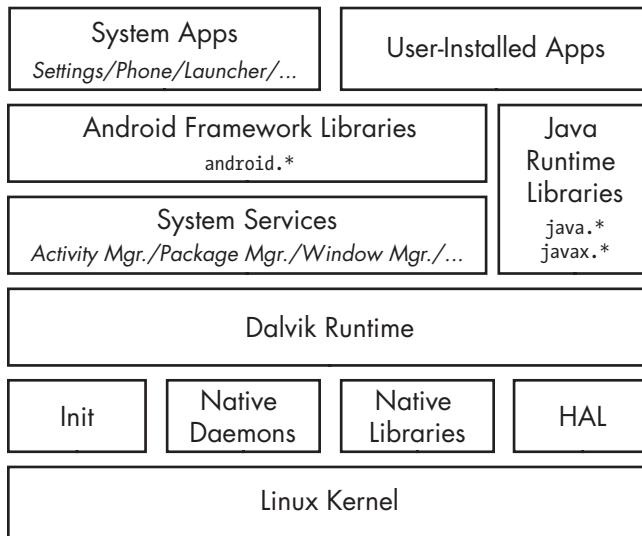 System Apps
Settings/Phone/Launcher/...
User-Installed Apps
Android Framework Libraries
android.*
Java
Runtime
Libraries
java.*
javax.*
System Services
Activity Mgr./Package Mgr./Window Mgr./...
Dalvik Runtime
Init
Native
Daemons
Native
Libraries
HAL
Linux Kernel